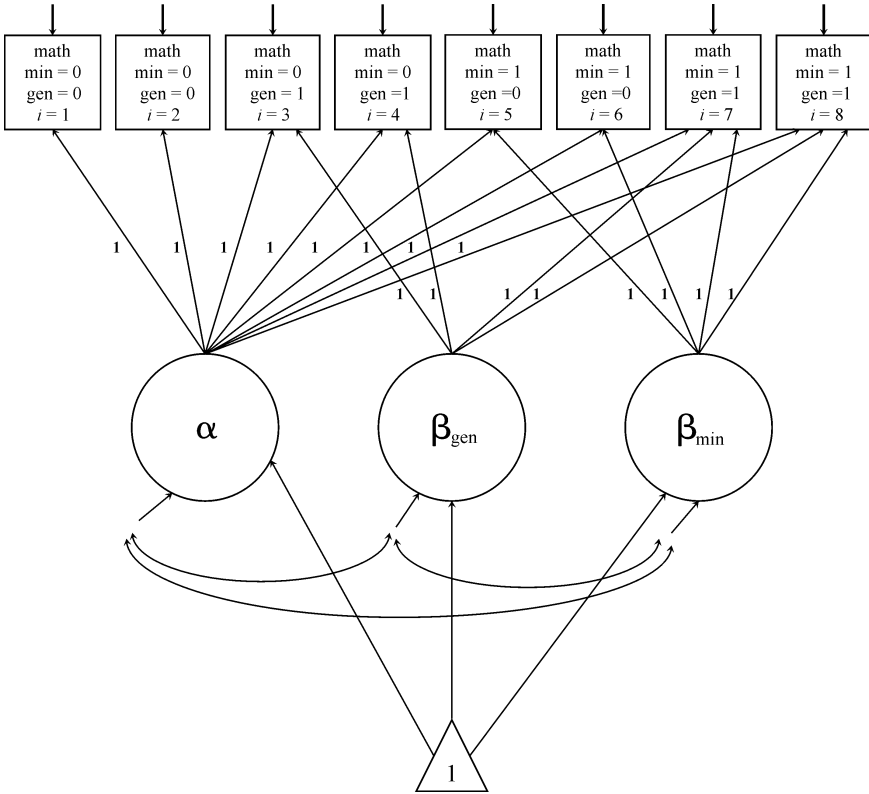 math
min = 0
gen = 0
i = 1
math
min = 0
gen = 0
i = 2
math
min = 0
gen = 1
i = 3
math
min = 0
gen =1
i = 4
math
min = 1
gen =0
i = 5
math
min = 1
gen =0
i = 6
math
min = 1
gen =1
i = 7
math
min = 1
gen =1
i = 8
1 1 1 1 1 1 1 1
1 1 1 1 1 1 1 1
α
βgen
βmin
1